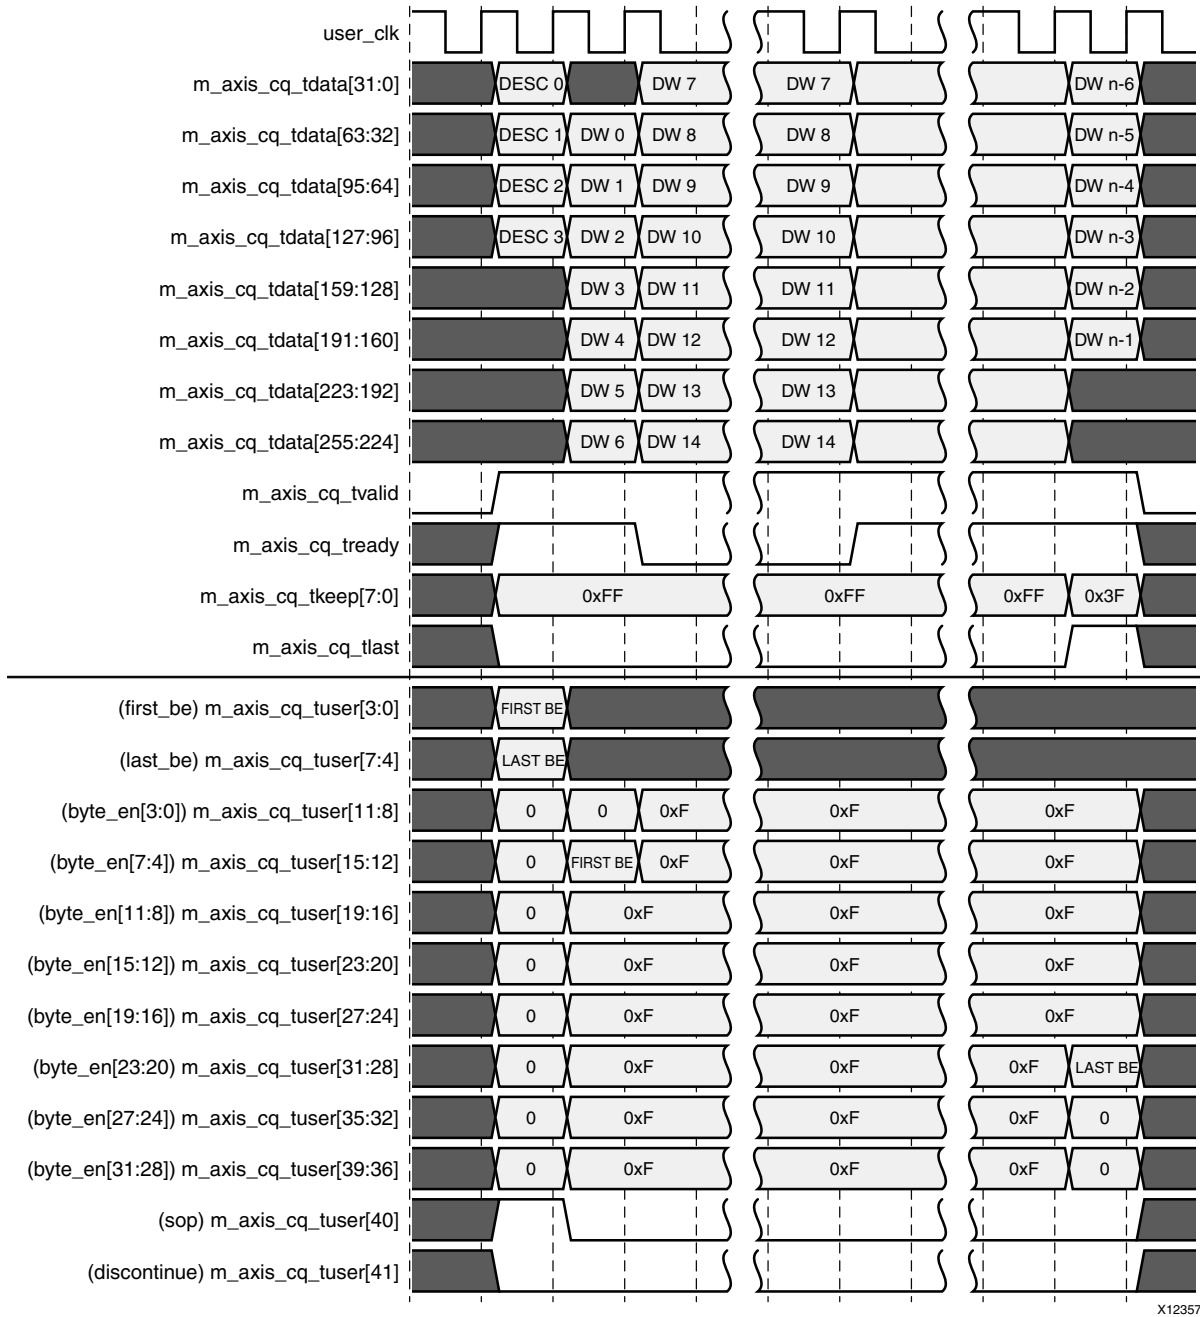 user_clk
m_axis_cq_tdata[31:0] DESC 0 DW 7 DW 7 DW n-6
m_axis_cq_tdata[63:32] DESC 1 DW 0 DW 8 DW 8 DW n-5
m_axis_cq_tdata[95:64] DESC 2 DW 1 DW 9 DW 9 DW n-4
m_axis_cq_tdata[127:96] DESC 3 DW 2 DW 10 DW 10 DW n-3
m_axis_cq_tdata[159:128] DW 3 DW 11 DW 11 DW n-2
m_axis_cq_tdata[191:160] DW 4 DW 12 DW 12 DW n-1
m_axis_cq_tdata[223:192] DW 5 DW 13 DW 13
m_axis_cq_tdata[255:224] DW 6 DW 14 DW 14
m_axis_cq_tvalid
m_axis_cq_tready
m_axis_cq_tkeep[7:0] 0xFF 0xFF 0xFF 0x3F
m_axis_cq_tlast
(first_be) m_axis_cq_tuser[3:0] FIRST BE
(last_be) m_axis_cq_tuser[7:4] LAST BE
(byte_en[3:0]) m_axis_cq_tuser[11:8] 0 0 0xF 0xF 0xF
(byte_en[7:4]) m_axis_cq_tuser[15:12] 0 FIRST BE 0xF 0xF 0xF
(byte_en[11:8]) m_axis_cq_tuser[19:16] 0 0xF 0xF 0xF
(byte_en[15:12]) m_axis_cq_tuser[23:20] 0 0xF 0xF 0xF
(byte_en[19:16]) m_axis_cq_tuser[27:24] 0 0xF 0xF 0xF
(byte_en[23:20) m_axis_cq_tuser[31:28] 0 0xF 0xF 0xF LAST BE
(byte_en[27:24]) m_axis_cq_tuser[35:32] 0 0xF 0xF 0xF 0
(byte_en[31:28]) m_axis_cq_tuser[39:36] 0 0xF 0xF 0xF 0
(sop) m_axis_cq_tuser[40]
(discontinue) m_axis_cq_tuser[41]
X12357